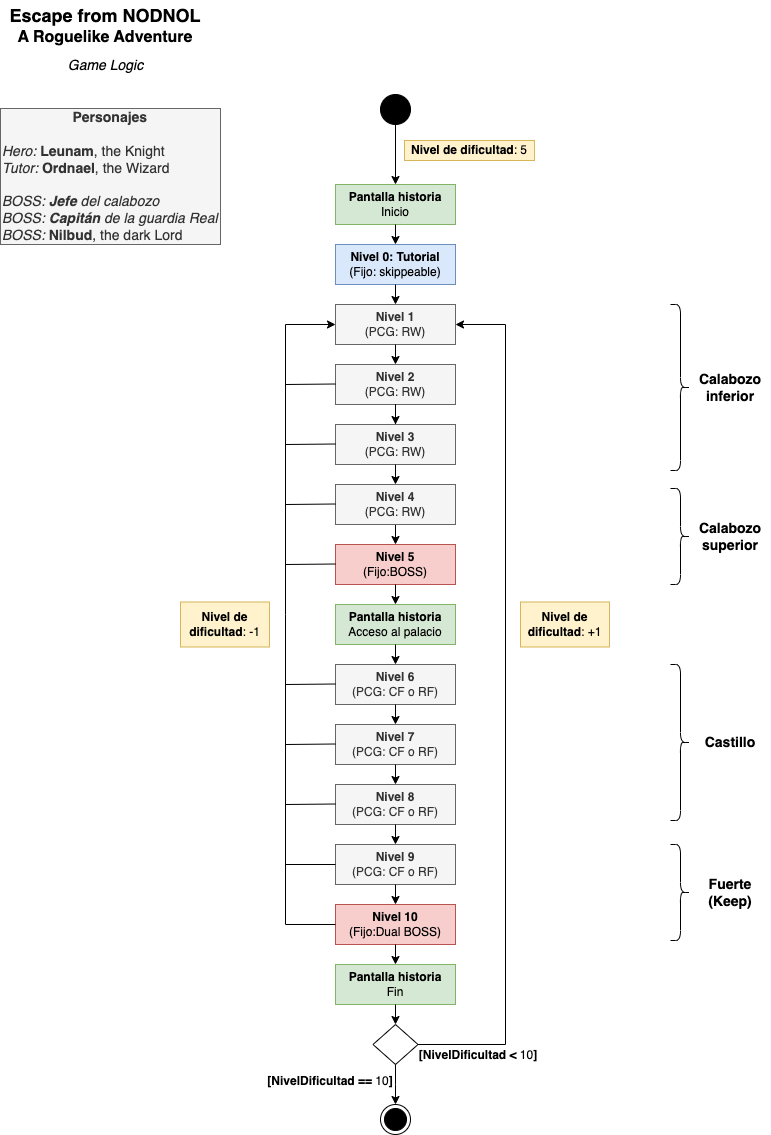 Escape from NODNOL
A Roguelike Adventure
Game Logic
Personajes
Hero: Leunam, the Knight
Tutor: Ordnael, the Wizard
BOSS: Jefe del calabozo
BOSS: Capitán de la guardia Real
BOSS: Nilbud, the dark Lord
Nivel de dificultad: 5
Pantalla historia
Inicio
Nivel 0: Tutorial
(Fijo: skippeable)
Nivel 1
(PCG: RW)
Nivel 2
(PCG: RW)
Nivel 3
(PCG: RW)
Calabozo
inferior
Nivel 4
(PCG: RW)
Nivel 5
(Fijo:BOSS)
Calabozo
superior
Nivel de
dificultad: -1
Pantalla historia
Acceso al palacio
Nivel de
dificultad: +1
Nivel 6
(PCG: CF o RF)
Nivel 7
(PCG: CF o RF)
Nivel 8
(PCG: CF o RF)
Castillo
Nivel 9
(PCG: CF o RF)
Nivel 10
(Fijo:Dual BOSS)
Fuerte
(Keep)
Pantalla historia
Fin
[NivelDificultad < 10]
[NivelDificultad == 10]